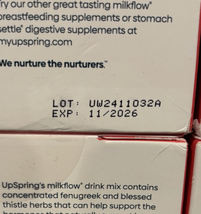 ry our other great tasting milkflow®
breastfeeding supplements or stomach
settle® digestive supplements at
myupspring.com
We nurture the nurturers.™
LOT: UW2411032A
EXP: 11/2026
UpSpring's milkflow® drink mix contains
concentrated fenugreek and blessed
thistle herbs that can help support the